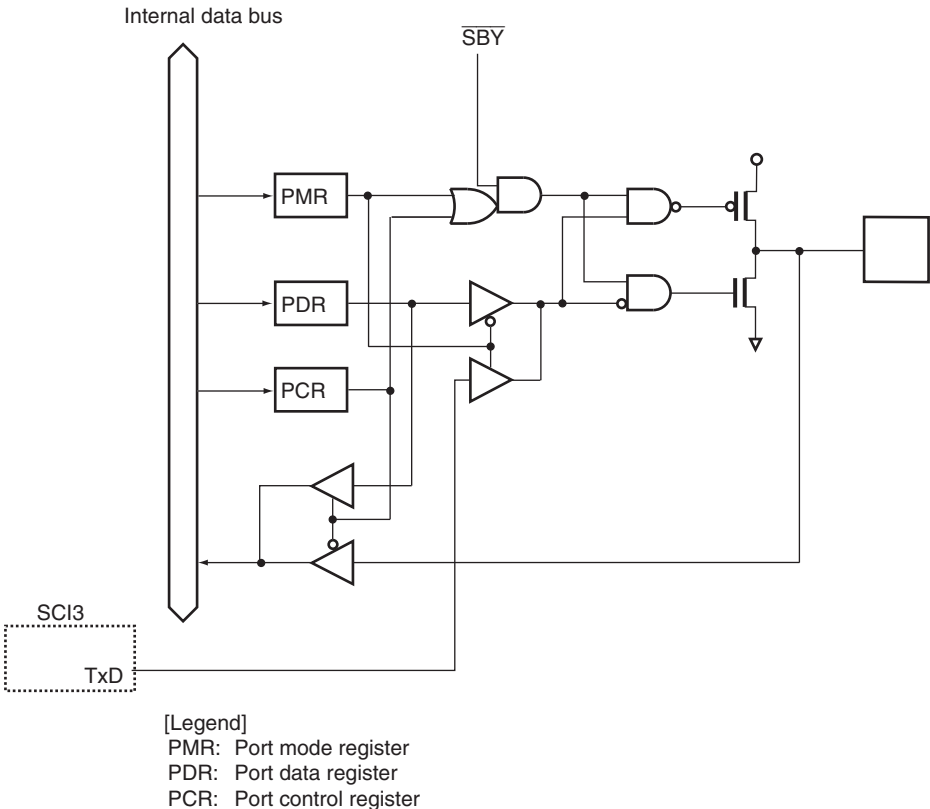 Internal data bus
SBY
PMR
PDR
PCR
SCI3
TxD
[Legend]
PMR: Port mode register
PDR: Port data register
PCR: Port control register